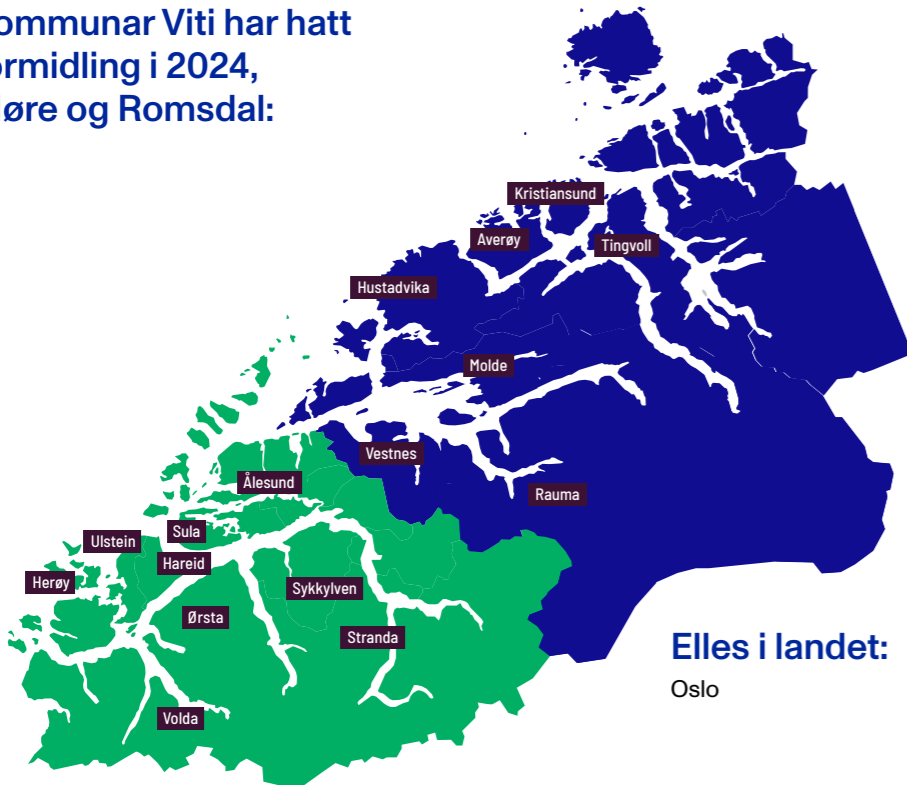 ommunar Viti har hatt
ormidling i 2024,
øre og Romsdal:
Kristiansund
Averøy
Tingvoll
Hustadvika
Molde
Vestnes
Rauma
Ålesund
Sula
Ulstein
Hareid
Herøy
Sykkylven
Ørsta
Stranda
Volda
Elles i landet:
Oslo